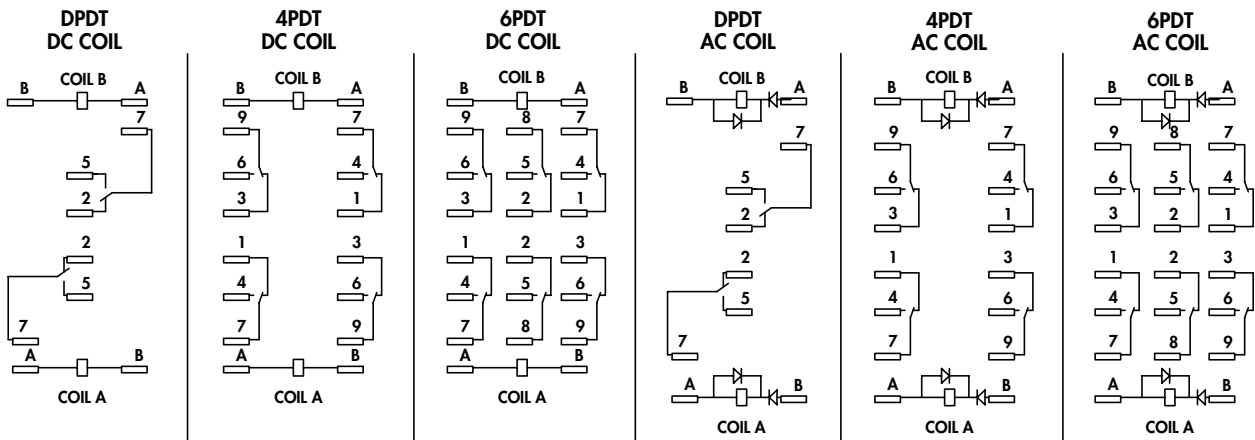 DPDT
DC COIL
COIL B
B A
7
5
2
2
5
7
A B
COIL A
4PDT
DC COIL
COIL B
B A
9 7
6 4
3 1
1 3
4 6
7 9
A B
COIL A
6PDT
DC COIL
COIL B
B A
9 8 7
6 5 4
3 2 1
1 2 3
4 5 6
7 8 9
A B
COIL A
DPDT
AC COIL
COIL B
B A
7
5
2
2
5
7
A B
COIL A
4PDT
AC COIL
COIL B
B A
9 7
6 4
3 1
1 3
4 6
7 9
A B
COIL A
6PDT
AC COIL
COIL B
B A
9 8 7
6 5 4
3 2 1
1 2 3
4 5 6
7 8 9
A B
COIL A